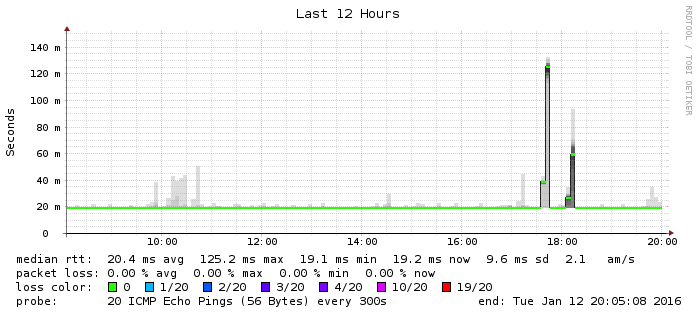 Last 12 Hours
RRDTOOL / TOBI OETIKER
Seconds
140 m
120 m
100 m
80 m
60 m
40 m
20 m
0
10:00 12:00 14:00 16:00 18:00 20:00
median rtt: 20.4 ms avg 125.2 ms max 19.1 ms min 19.2 ms now 9.6 ms sd 2.1 am/s
packet loss: 0.00 % avg 0.00 % max 0.00 % min 0.00 % now
loss color: 0 1/20 2/20 3/20 4/20 10/20 19/20
probe: 20 ICMP Echo Pings (56 Bytes) every 300s end: Tue Jan 12 20:05:08 2016